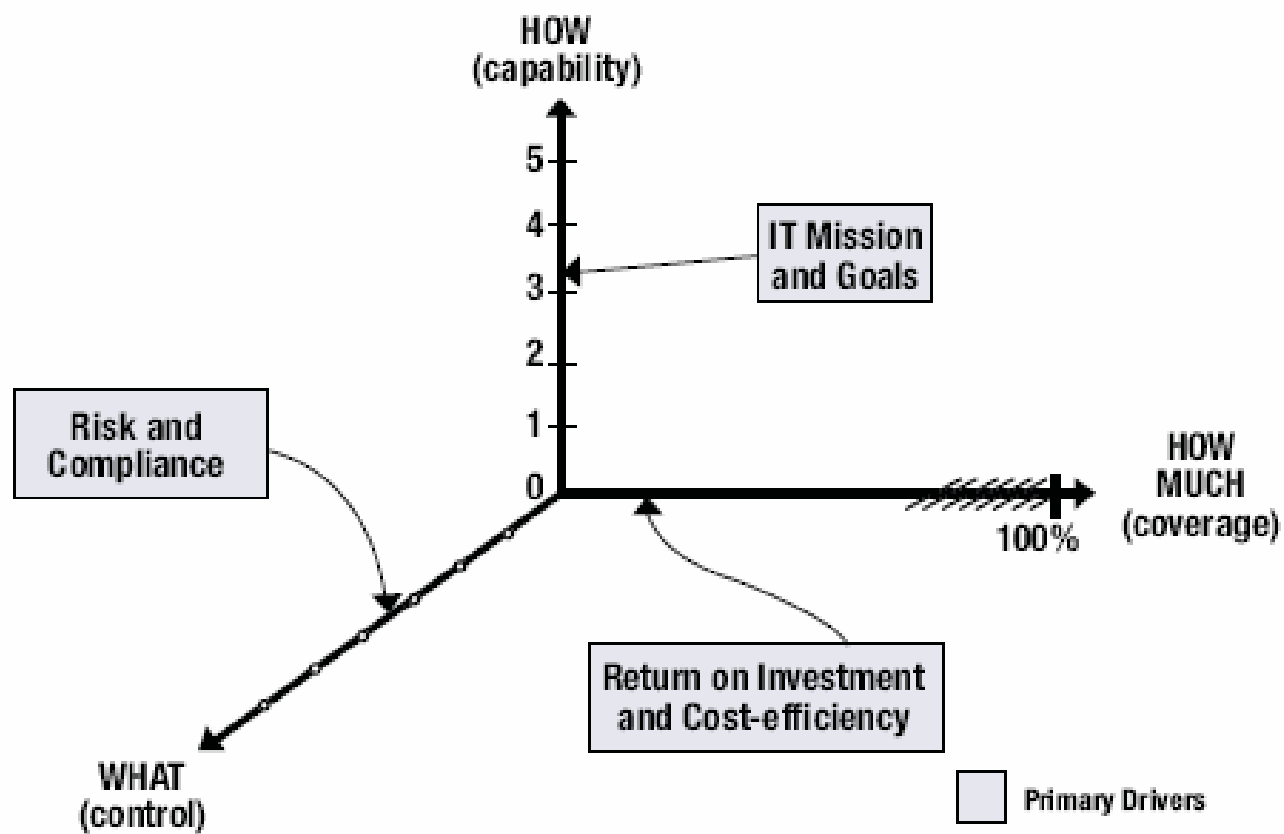 HOW
(capability)
5
4
3
2
1
0
IT Mission
and Goals
Risk and
Compliance
HOW
MUCH
(coverage)
100%
Return on Investment
and Cost-efficiency
WHAT
(control)
Primary Drivers